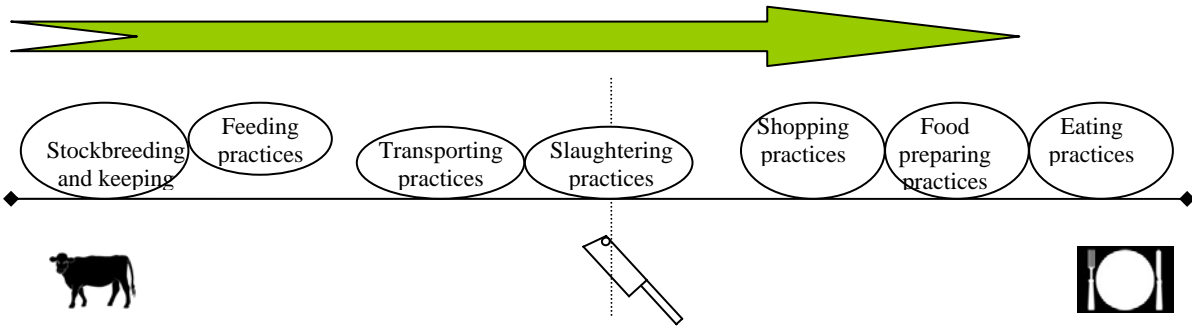 Stockbreeding
and keeping
Feeding
practices
Transporting
practices
Slaughtering
practices
Shopping
practices
Food
preparing
practices
Eating
practices